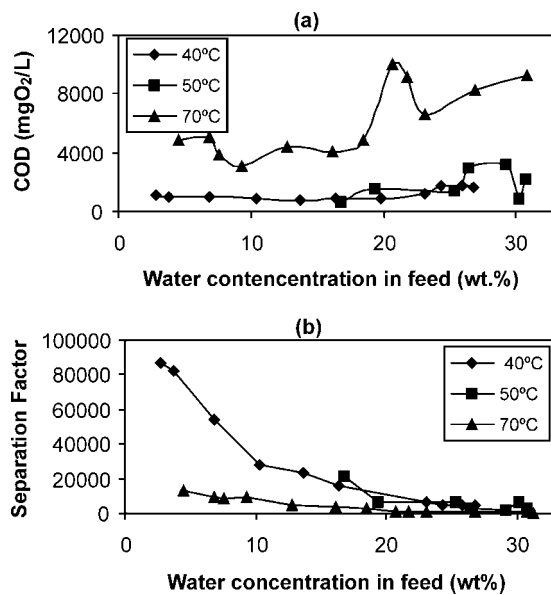 (a)
12000
8000
4000
0
COD (mgO₂/L)
40ºC
50ºC
70ºC
0 10 20 30
Water contencentration in feed (wt.%)
(b)
100000
80000
60000
40000
20000
0
Separation Factor
40ºC
50ºC
70ºC
0 10 20 30
Water concentration in feed (wt%)